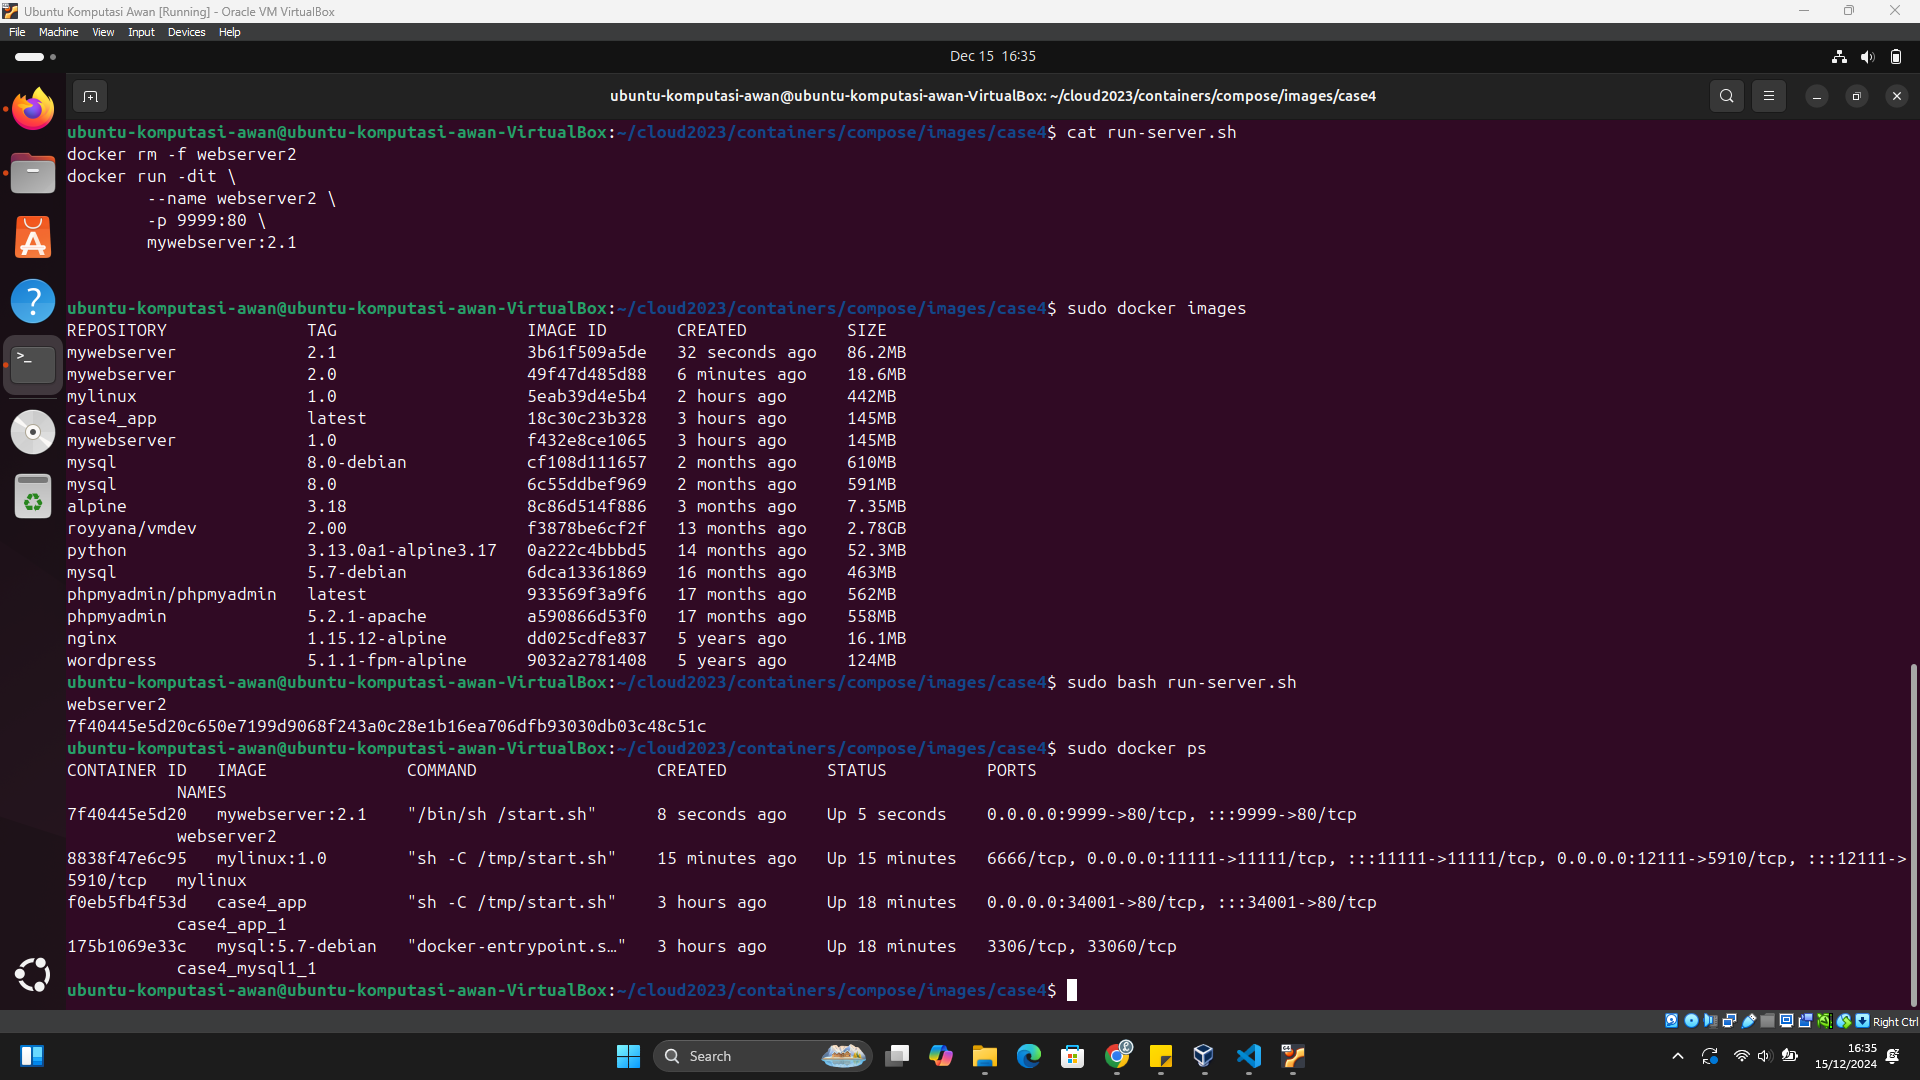 Ubuntu Komputasi Awan [Running] - Oracle VM VirtualBox
File Machine View Input Devices Help
Dec 15 16:35
ubuntu-komputasi-awan@ubuntu-komputasi-awan-VirtualBox: ~/cloud2023/containers/compose/images/case4
ubuntu-komputasi-awan@ubuntu-komputasi-awan-VirtualBox:~/cloud2023/containers/compose/images/case4$ cat run-server.sh
docker rm -f webserver2
docker run -dit \
--name webserver2 \
-p 9999:80 \
mywebserver:2.1
ubuntu-komputasi-awan@ubuntu-komputasi-awan-VirtualBox:~/cloud2023/containers/compose/images/case4$ sudo docker images
REPOSITORY TAG IMAGE ID CREATED SIZE
mywebserver 2.1 3b61f509a5de 32 seconds ago 86.2MB
mywebserver 2.0 49f47d485d88 6 minutes ago 18.6MB
mylinux 1.0 5eab39d4e5b4 2 hours ago 442MB
case4_app latest 18c30c23b328 3 hours ago 145MB
mywebserver 1.0 f432e8ce1065 3 hours ago 145MB
mysql 8.0-debian cf108d111657 2 months ago 610MB
mysql 8.0 6c55ddbef969 2 months ago 591MB
alpine 3.18 8c86d514f886 3 months ago 7.35MB
royyana/vmdev 2.00 f3878be6cf2f 13 months ago 2.78GB
python 3.13.0a1-alpine3.17 0a222c4bbbd5 14 months ago 52.3MB
mysql 5.7-debian 6dca13361869 16 months ago 463MB
phpmyadmin/phpmyadmin latest 933569f3a9f6 17 months ago 562MB
phpmyadmin 5.2.1-apache a590866d53f0 17 months ago 558MB
nginx 1.15.12-alpine dd025cdfe837 5 years ago 16.1MB
wordpress 5.1.1-fpm-alpine 9032a2781408 5 years ago 124MB
ubuntu-komputasi-awan@ubuntu-komputasi-awan-VirtualBox:~/cloud2023/containers/compose/images/case4$ sudo bash run-server.sh
webserver2
7f40445e5d20c650e7199d9068f243a0c28e1b16ea706dfb93030db03c48c51c
ubuntu-komputasi-awan@ubuntu-komputasi-awan-VirtualBox:~/cloud2023/containers/compose/images/case4$ sudo docker ps
CONTAINER ID IMAGE COMMAND CREATED STATUS PORTS
NAMES
7f40445e5d20 mywebserver:2.1 "/bin/sh /start.sh" 8 seconds ago Up 5 seconds 0.0.0.0:9999->80/tcp, :::9999->80/tcp
webserver2
8838f47e6c95 mylinux:1.0 "sh -C /tmp/start.sh" 15 minutes ago Up 15 minutes 6666/tcp, 0.0.0.0:11111->11111/tcp, :::11111->11111/tcp, 0.0.0.0:12111->5910/tcp, :::12111->
5910/tcp mylinux
f0eb5fb4f53d case4_app "sh -C /tmp/start.sh" 3 hours ago Up 18 minutes 0.0.0.0:34001->80/tcp, :::34001->80/tcp
case4_app_1
175b1069e33c mysql:5.7-debian "docker-entrypoint.s…" 3 hours ago Up 18 minutes 3306/tcp, 33060/tcp
case4_mysql1_1
ubuntu-komputasi-awan@ubuntu-komputasi-awan-VirtualBox:~/cloud2023/containers/compose/images/case4$
Right Ctrl
Search
16:35
15/12/2024